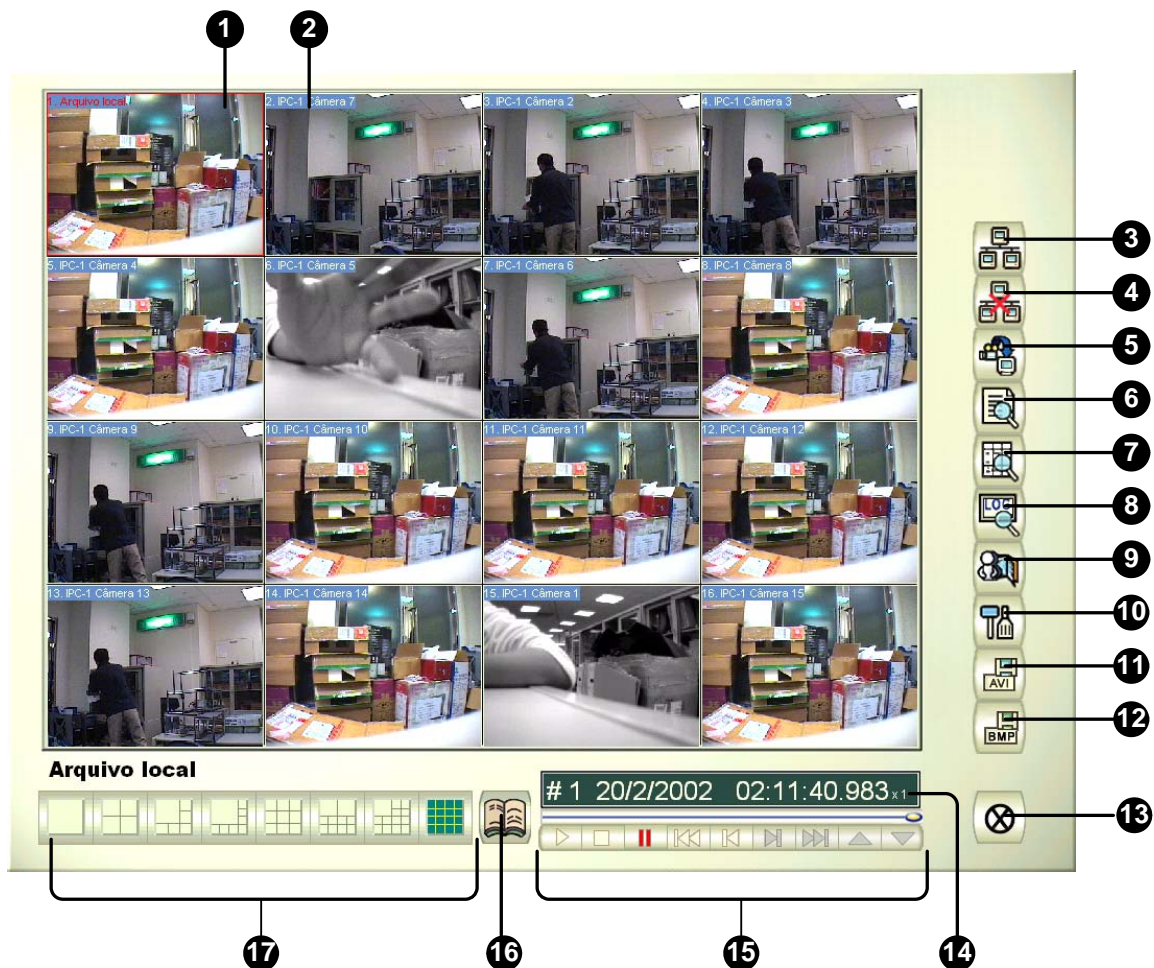 1 2
1. Arquivo local
2. IPC-1 Câmera 7
3. IPC-1 Câmera 2
4. IPC-1 Câmera 3
5. IPC-1 Câmera 4
6. IPC-1 Câmera 5
7. IPC-1 Câmera 6
8. IPC-1 Câmera 8
9. IPC-1 Câmera 9
10. IPC-1 Câmera 10
11. IPC-1 Câmera 11
12. IPC-1 Câmera 12
13. IPC-1 Câmera 13
14. IPC-1 Câmera 14
15. IPC-1 Câmera 1
16. IPC-1 Câmera 15
3
4
5
6
7
LOG
8
9
10
AVI
11
BMP
12
Arquivo local
# 1 20/2/2002 02:11:40.983 x 1
13
17 16 15 14